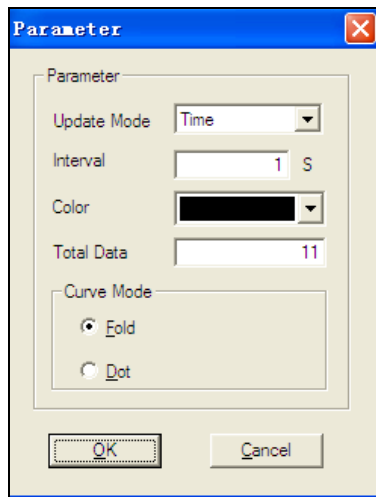 Parameter
Parameter
Update Mode Time
Interval 1 S
Color
Total Data 11
Curve Mode
Fold
Dot
OK Cancel